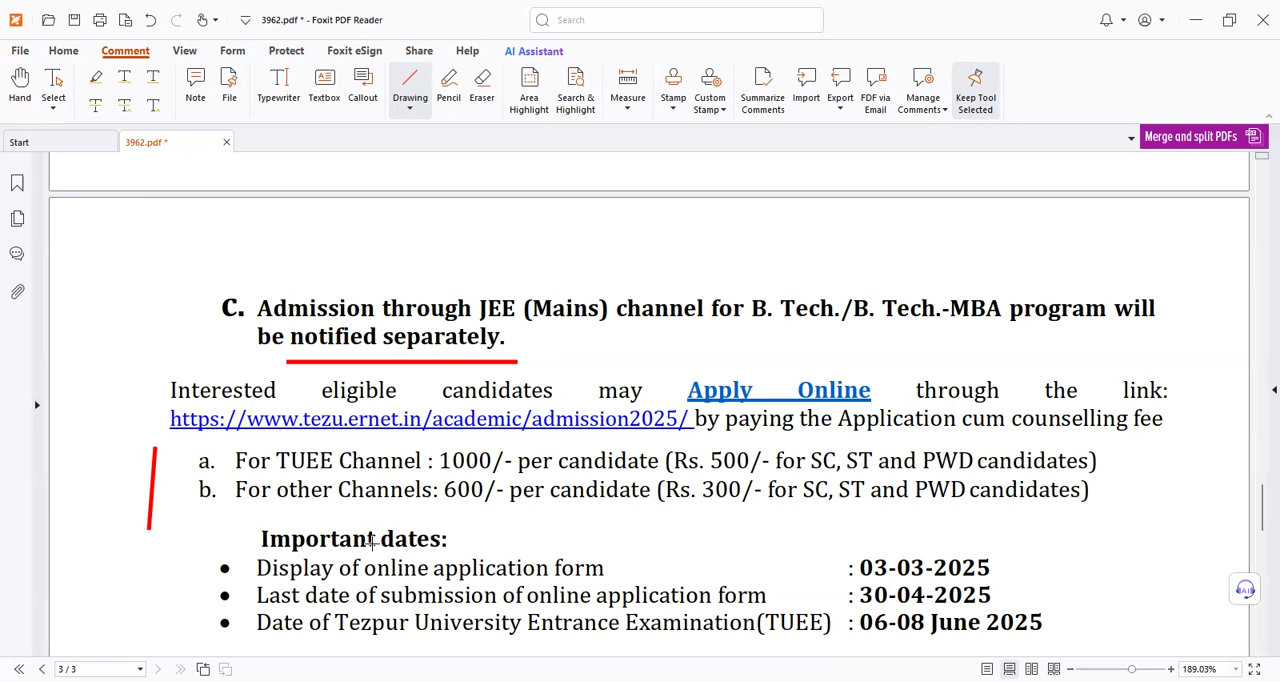 3962.pdf * - Foxit PDF Reader
Search
File Home Comment View Form Protect Foxit eSign Share Help AI Assistant
Hand Select Note File Typewriter Textbox Callout Drawing Pencil Eraser Area Highlight Search & Highlight Measure Stamp Custom Stamp Summarize Comments Import Export FDF via Email Manage Comments Keep Tool Selected
Start 3962.pdf * Merge and split PDFs
C. Admission through JEE (Mains) channel for B. Tech./B. Tech.-MBA program will
be notified separately.
Interested eligible candidates may Apply Online through the link:
https://www.tezu.ernet.in/academic/admission2025/ by paying the Application cum counselling fee
a. For TUEE Channel : 1000/- per candidate (Rs. 500/- for SC, ST and PWD candidates)
b. For other Channels: 600/- per candidate (Rs. 300/- for SC, ST and PWD candidates)
Important dates:
• Display of online application form : 03-03-2025
• Last date of submission of online application form : 30-04-2025
• Date of Tezpur University Entrance Examination(TUEE) : 06-08 June 2025
AI
3 / 3 189.03%